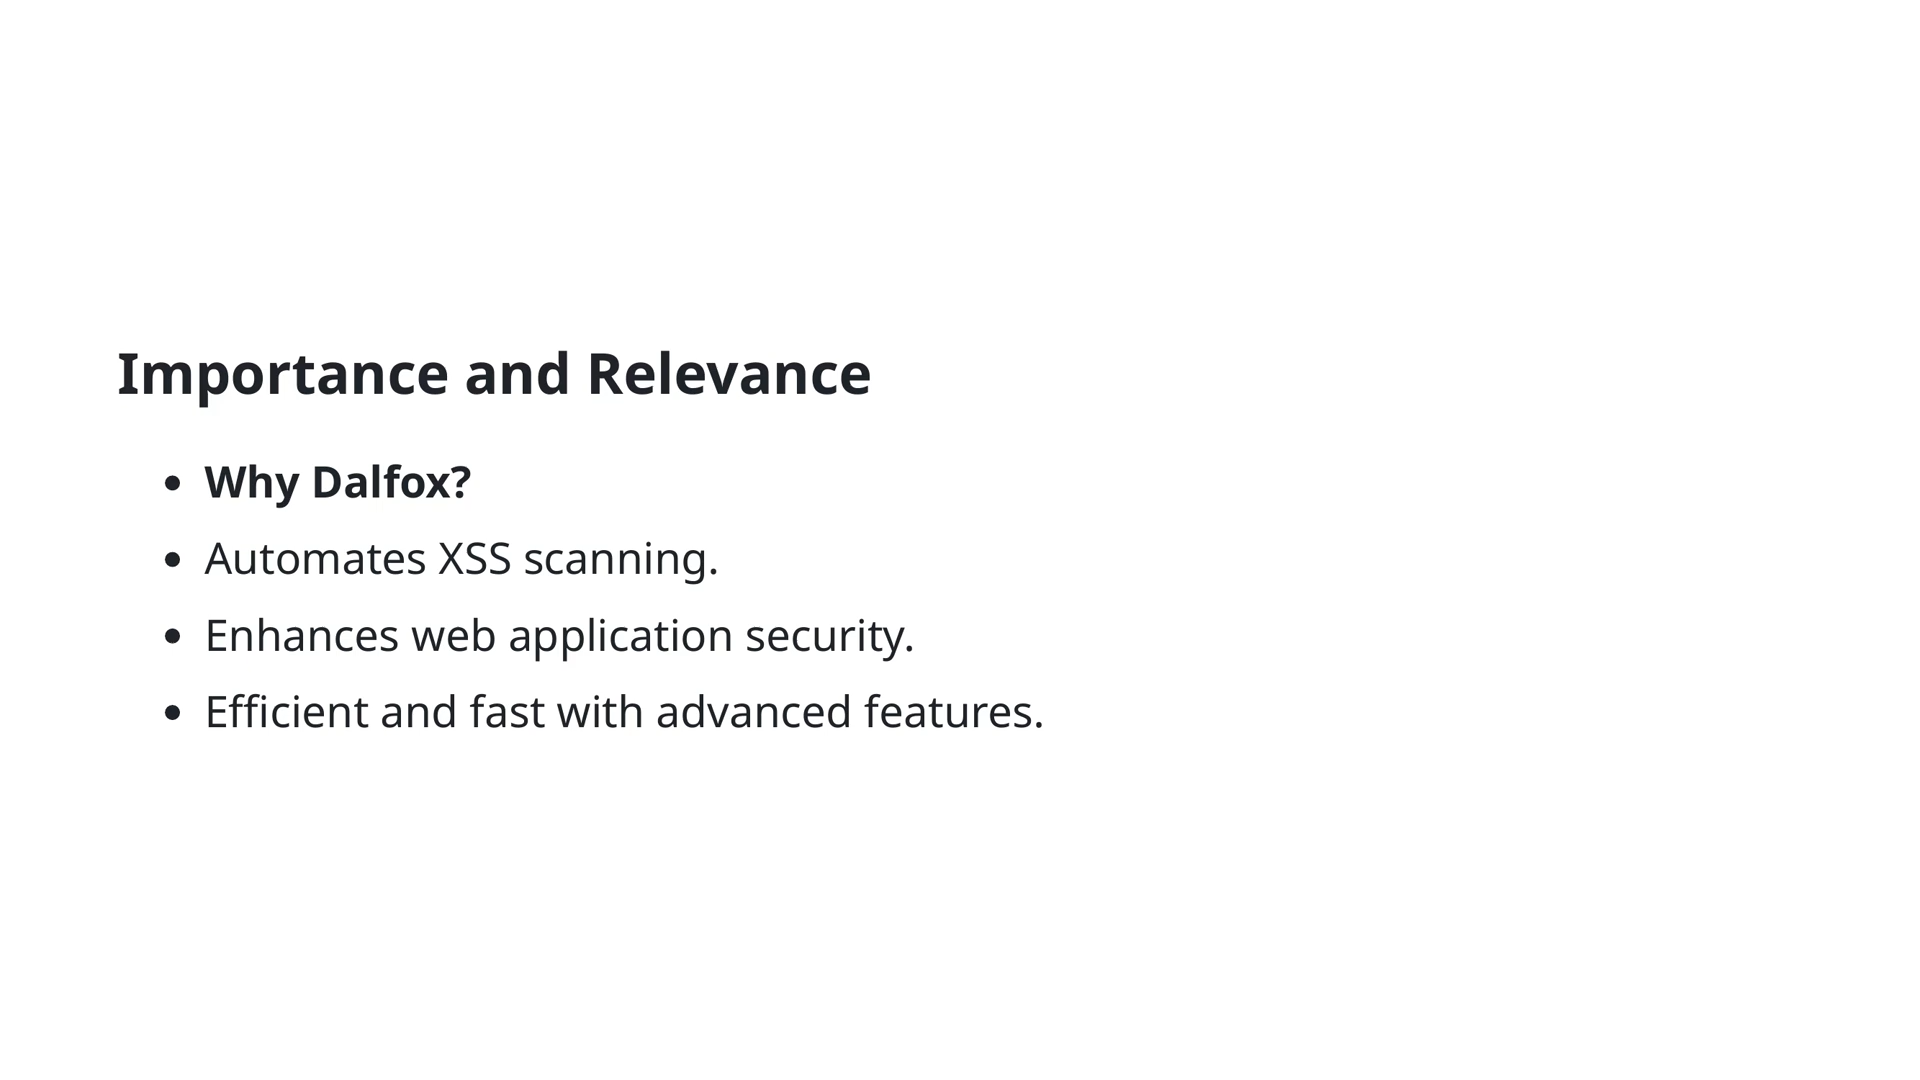 Importance and Relevance
Why Dalfox?
Automates XSS scanning.
Enhances web application security.
Efficient and fast with advanced features.